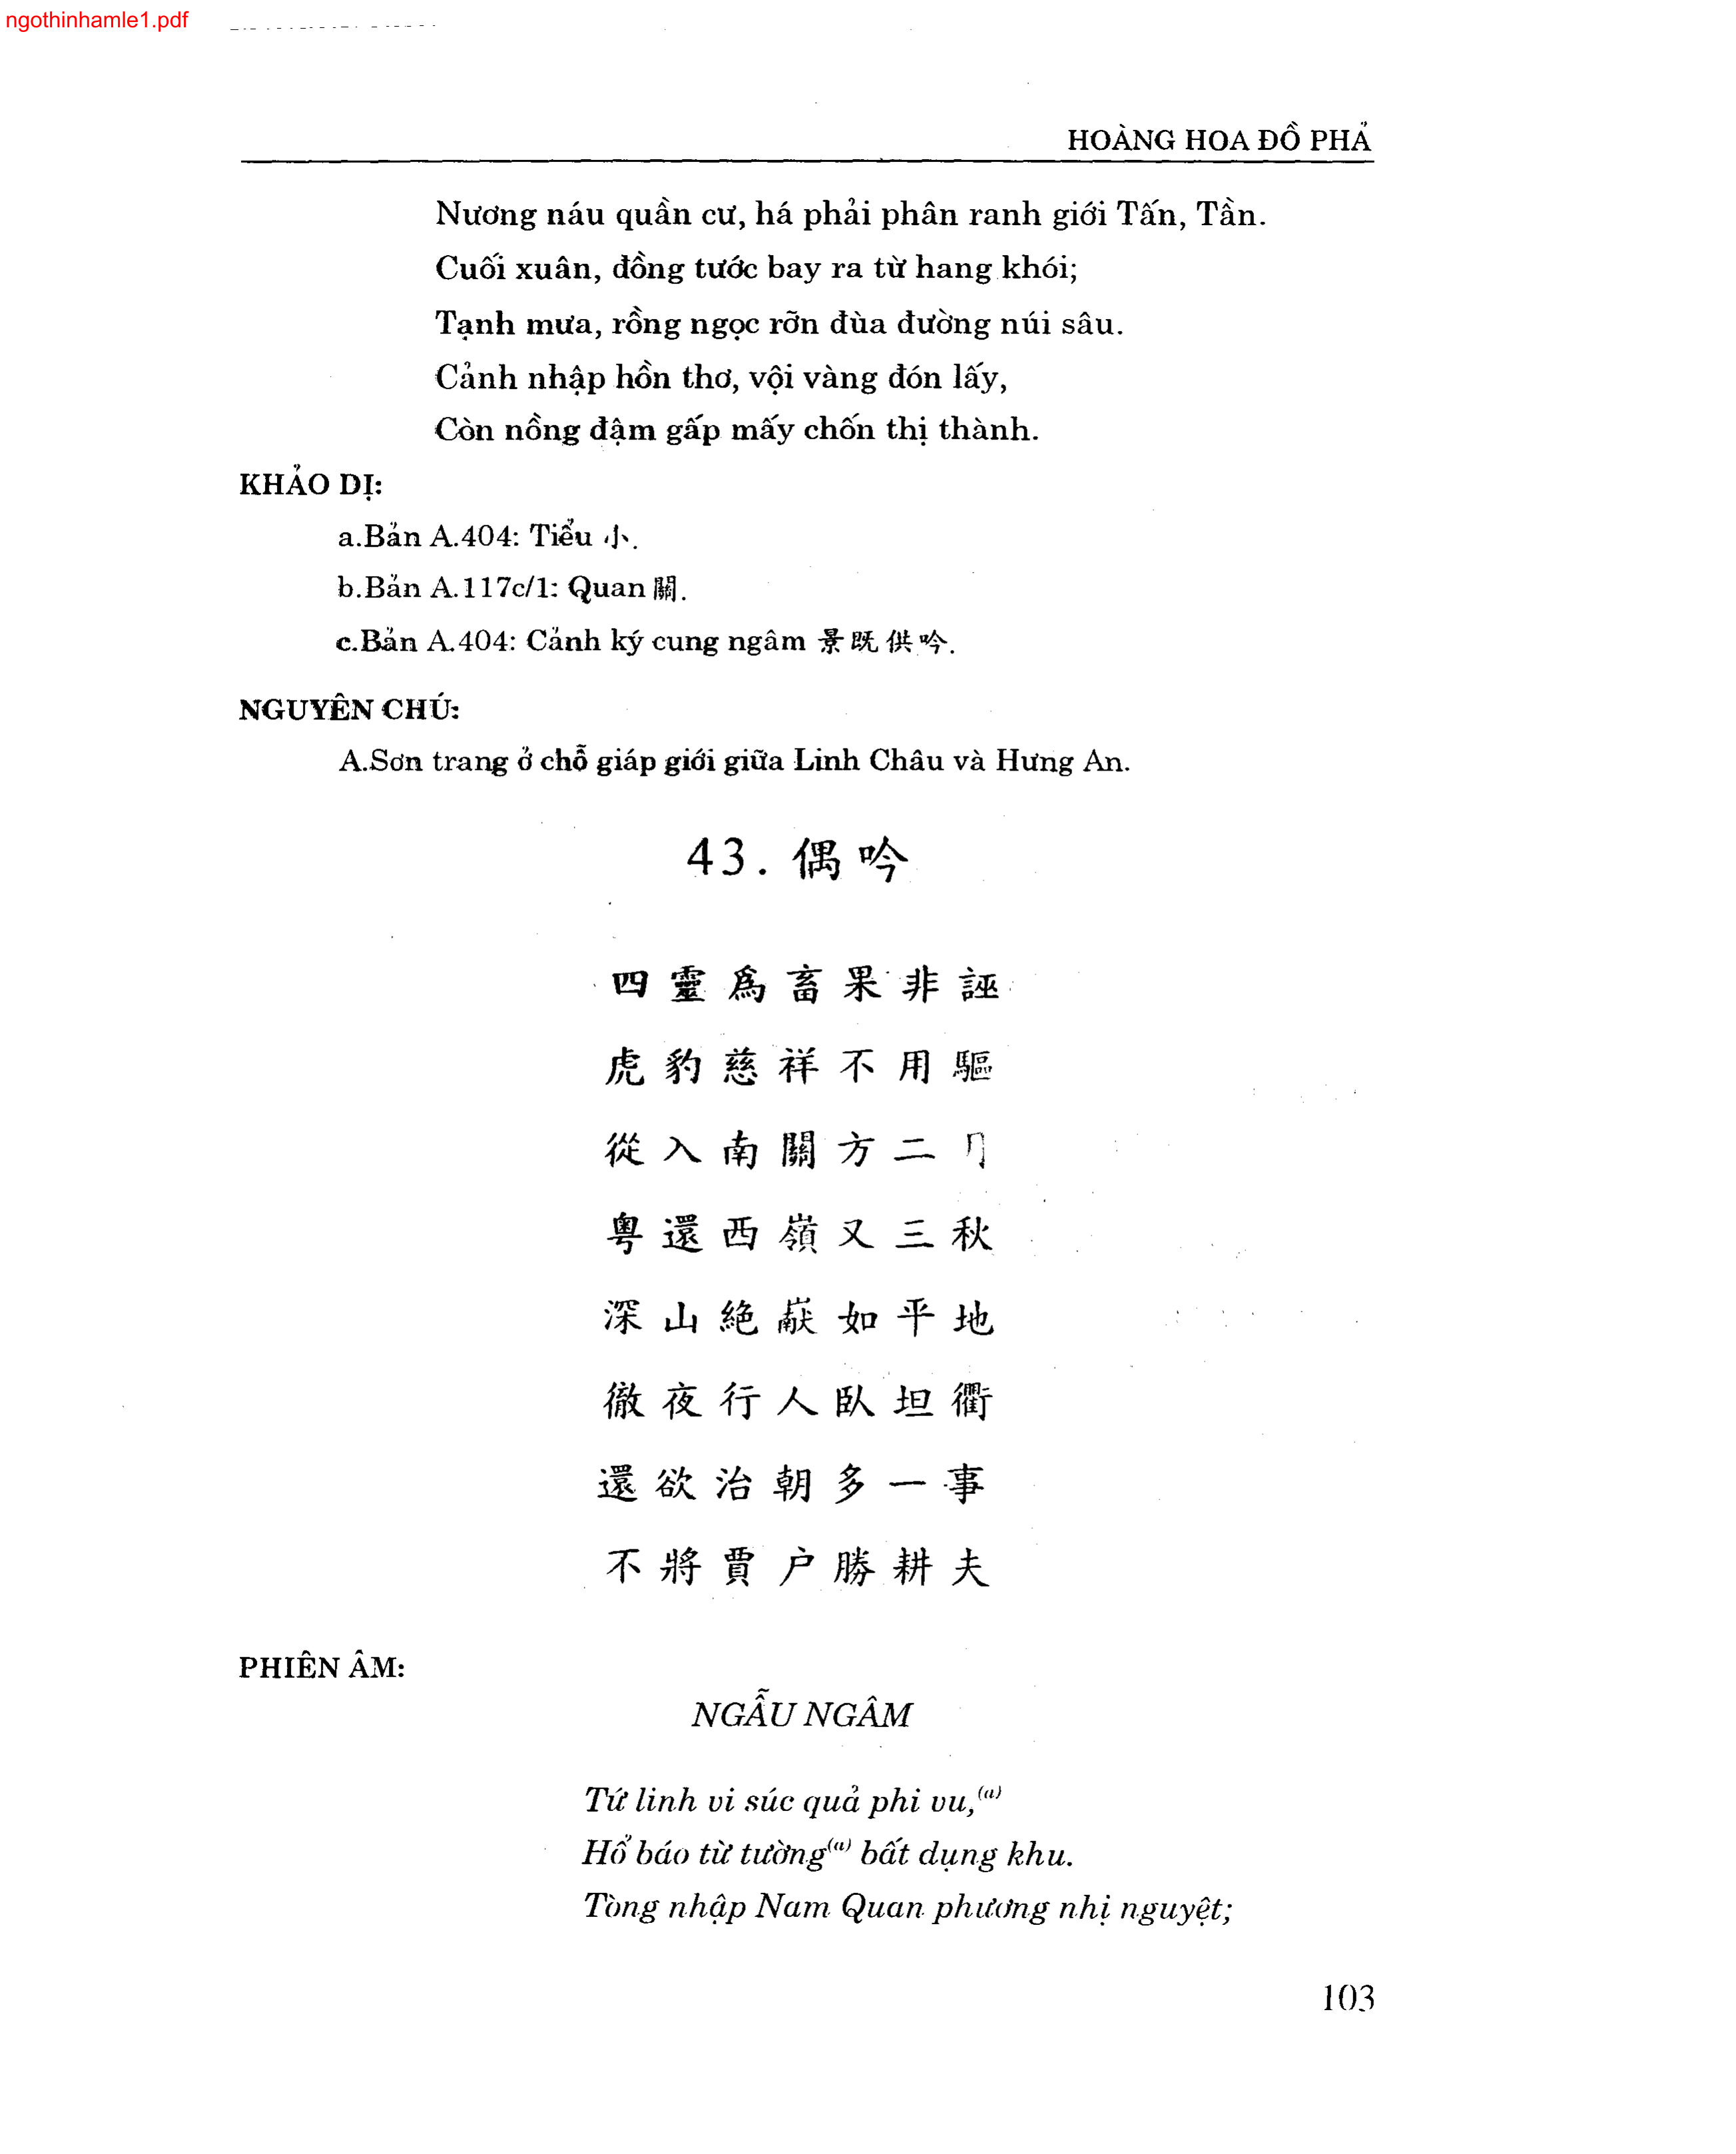 ngothinhamle1.pdf
HOÀNG HOA ĐỒ PHẢ
Nương náu quần cư, há phải phân ranh giới Tấn, Tần.
Cuối xuân, đồng tước bay ra từ hang khói;
Tạnh mưa, rồng ngọc rỡn đùa đường núi sâu.
Cảnh nhập hồn thơ, vội vàng đón lấy,
Còn nồng đậm gấp mấy chốn thị thành.
KHẢO DỊ:
a.Bản A.404: Tiểu 小.
b.Bản A.117c/1: Quan 關.
c.Bản A.404: Cảnh ký cung ngâm 景既供吟.
NGUYÊN CHÚ:
A.Sơn trang ở chỗ giáp giới giữa Linh Châu và Hưng An.
43. 偶吟
四靈爲畜果非誣
虎豹慈祥不用驅
從入南關方二月
粵還西嶺又三秋
深山絶巘如平地
徹夜行人臥坦衢
還欲治朝多一事
不將賈户勝耕夫
PHIÊN ÂM:
NGẪU NGÂM
Tứ linh vi súc quả phi vu,(a)
Hổ báo từ tường(a) bất dụng khu.
Tòng nhập Nam Quan phương nhị nguyệt;
103